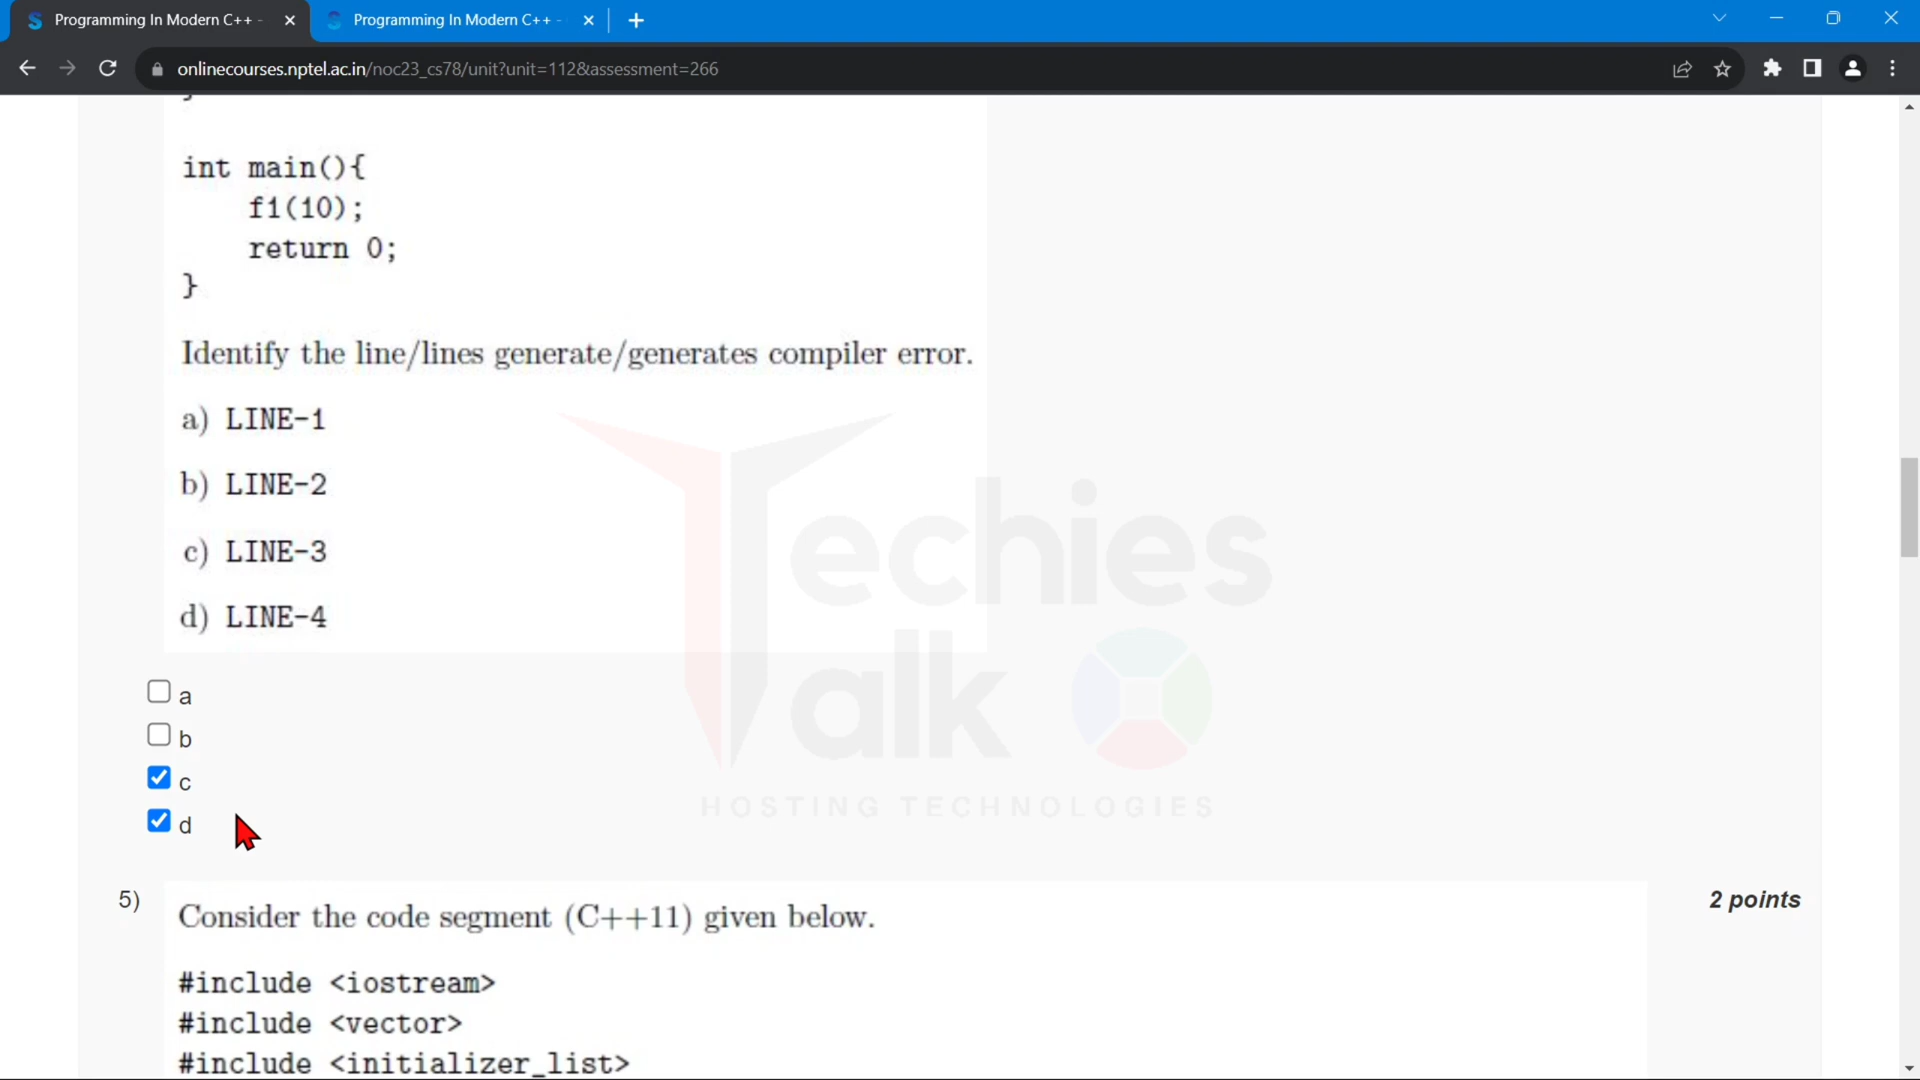 Programming In Modern C++ -
Programming In Modern C++ -
onlinecourses.nptel.ac.in/noc23_cs78/unit?unit=112&assessment=266
}
int main(){
f1(10);
return 0;
}
Identify the line/lines generate/generates compiler error.
a) LINE-1
b) LINE-2
c) LINE-3
d) LINE-4
Techies
Talk
HOSTING TECHNOLOGIES
a
b
c
d
5)
2 points
Consider the code segment (C++11) given below.
#include <iostream>
#include <vector>
#include <initializer_list>